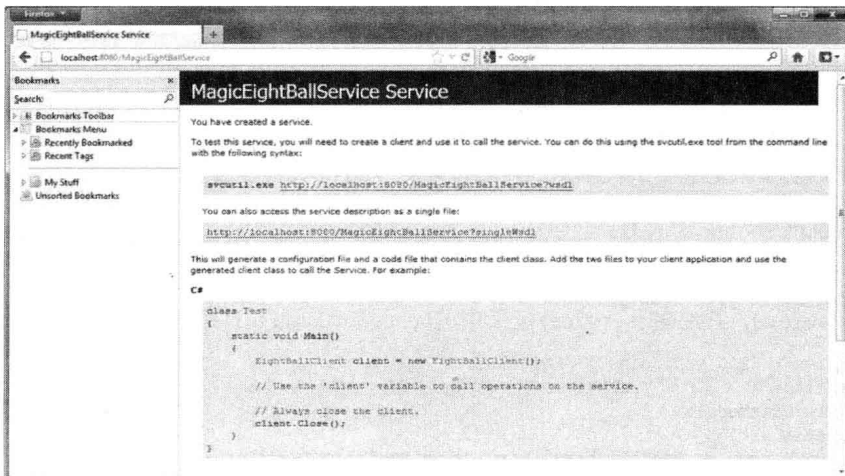 Firefox
MagicEightBallService Service
+
localhost:8080/MagicEightBallService
Google
Bookmarks
Search:
Bookmarks Toolbar
Bookmarks Menu
Recently Bookmarked
Recent Tags
My Stuff
Unsorted Bookmarks
MagicEightBallService Service
You have created a service.
To test this service, you will need to create a client and use it to call the service. You can do this using the svcutil.exe tool from the command line
with the following syntax:
svcutil.exe http://localhost:8080/MagicEightBallService?wsdl
You can also access the service description as a single file:
http://localhost:8080/MagicEightBallService?singleWsdl
This will generate a configuration file and a code file that contains the client class. Add the two files to your client application and use the
generated client class to call the Service. For example:
C#
class Test
{
static void Main()
{
EightBallClient client = new EightBallClient();
// Use the 'client' variable to call operations on the service.
// Always close the client.
client.Close();
}
}